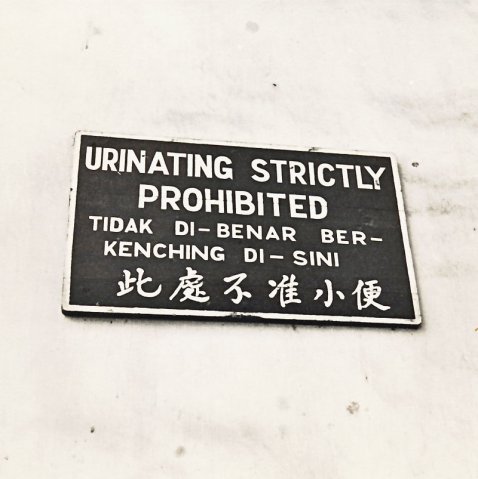 URINATING STRICTLY
PROHIBITED
TIDAK DI-BENAR BER-
KENCHING DI-SINI
此處不准小便